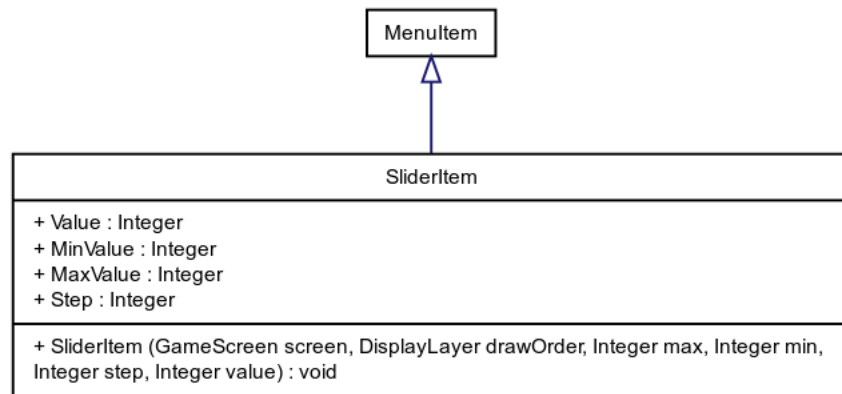 MenuItem
SliderItem
+ Value : Integer
+ MinValue : Integer
+ MaxValue : Integer
+ Step : Integer
+ SliderItem (GameScreen screen, DisplayLayer drawOrder, Integer max, Integer min,
Integer step, Integer value) : void